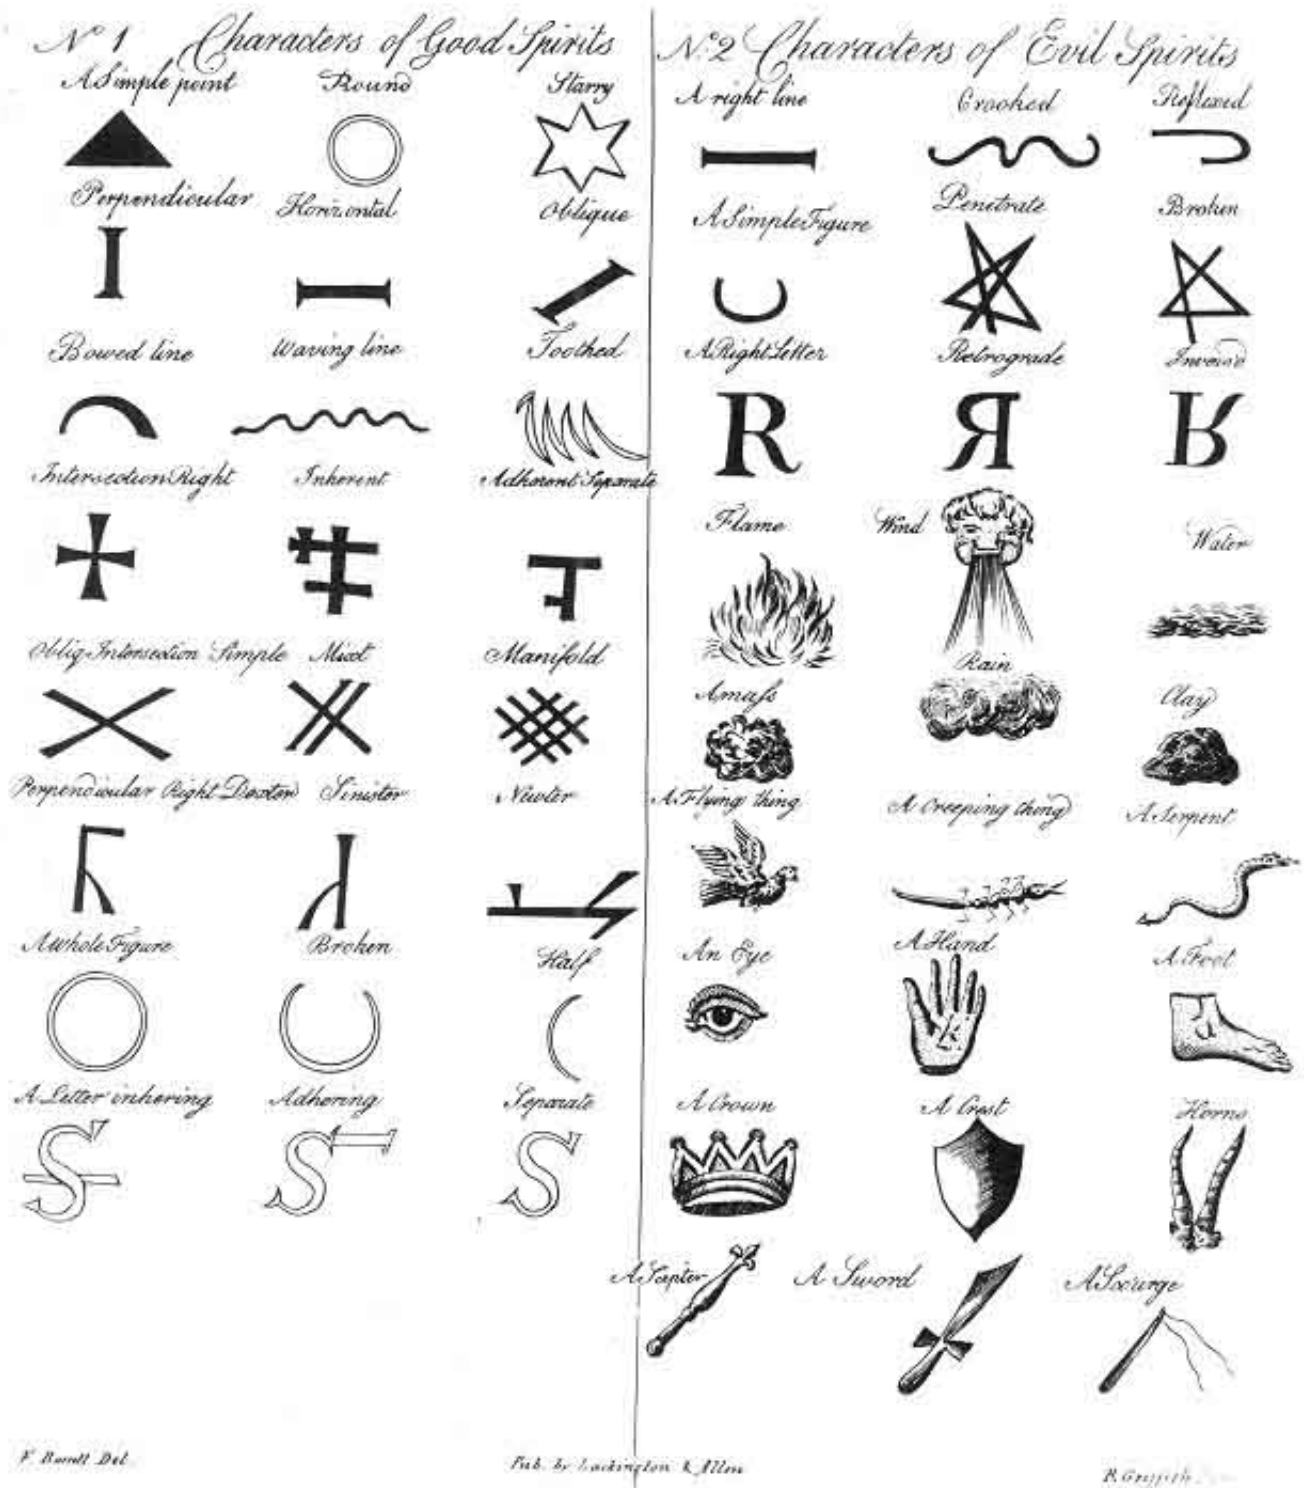 No 1 Characters of Good Spirits
A Simple point Round Starry
Perpendicular Horizontal Oblique
Bowed line Waving line Toothed
Intersection Right Inherent Adherent Separate
Obliq Intersection Simple Mixt Manifold
Perpendicular Right Dexter Sinister Neuter
A Whole Figure Broken Half
A Letter inhering Adhering Separate
S S S
No 2 Characters of Evil Spirits
A right line Crooked Reflexed
A Simple Figure Penetrate Broken
A Right Letter Retrograde Invers'd
R Я R
Flame Wind Water
Rain
A mass Clay
A Flying thing A Creeping thing A Serpent
An Eye A Hand A Foot
A Crown A Crest Horns
A Scepter A Sword A Scourge
F. Barrett Del.
Pub. by Lackington & Allen
R. Griffith